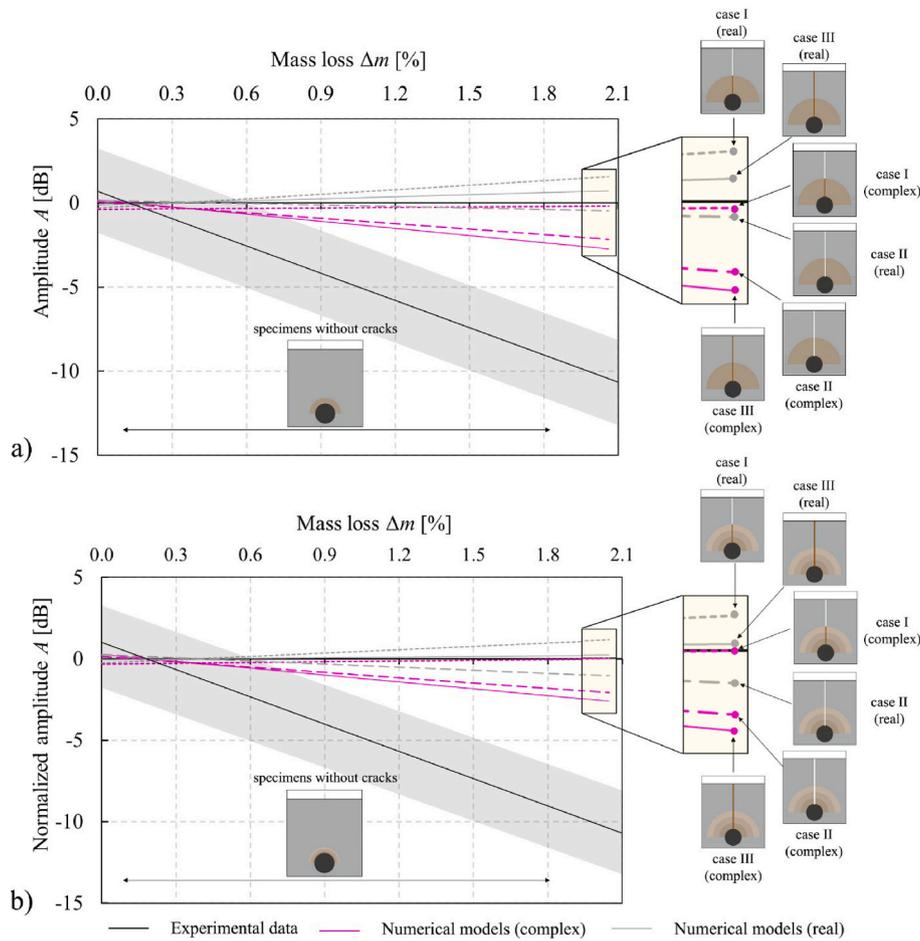 case I
(real)
case III
(real)
Mass loss Δm [%]
0.0 0.3 0.6 0.9 1.2 1.5 1.8 2.1
5
0
-5
-10
-15
Amplitude A [dB]
case I
(complex)
case II
(real)
specimens without cracks
case III
(complex)
case II
(complex)
a)
case I
(real)
case III
(real)
Mass loss Δm [%]
0.0 0.3 0.6 0.9 1.2 1.5 1.8 2.1
5
0
-5
-10
-15
Normalized amplitude A [dB]
case I
(complex)
case II
(real)
specimens without cracks
case III
(complex)
case II
(complex)
b)
Experimental data Numerical models (complex) Numerical models (real)